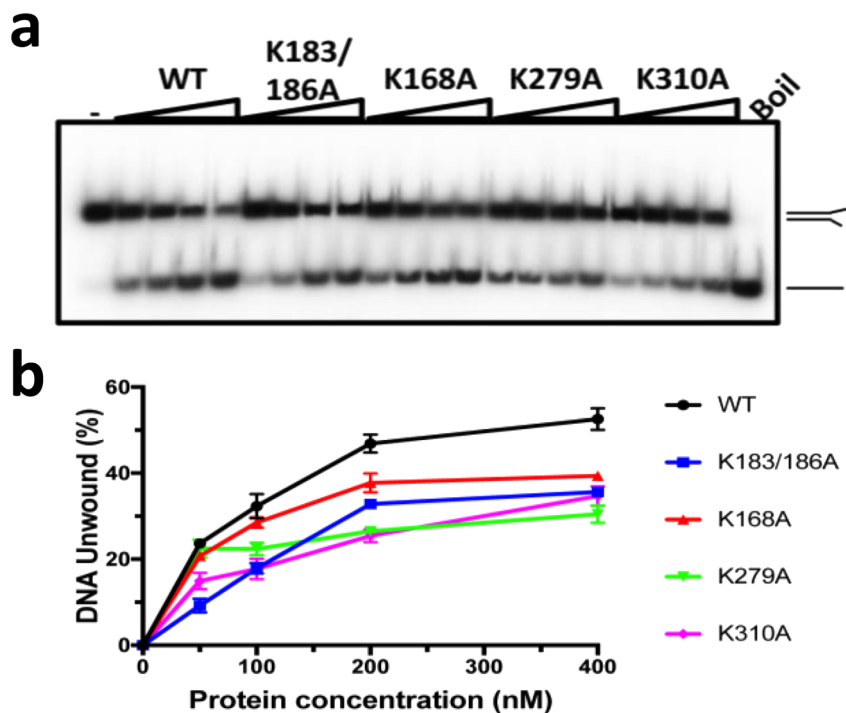 a
K183/
WT 186A K168A K279A K310A Boil
-
b
60
40
20
0
DNA Unwound (%)
0 100 200 300 400
Protein concentration (nM)
WT
K183/186A
K168A
K279A
K310A